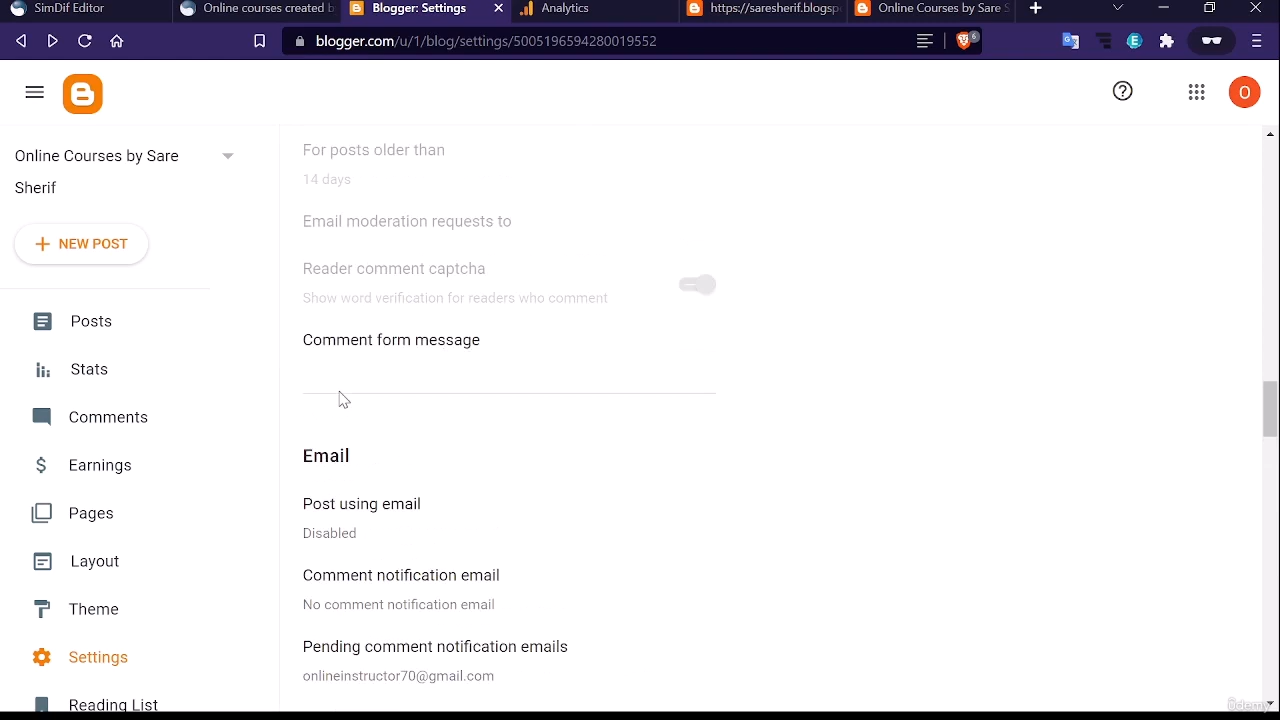 SimDif Editor
Online courses created b
Blogger: Settings
Analytics
https://saresherif.blogsp
Online Courses by Sare S
blogger.com/u/1/blog/settings/5005196594280019552
6
E
O
Online Courses by Sare
Sherif
NEW POST
Posts
Stats
Comments
Earnings
Pages
Layout
Theme
Settings
Reading List
For posts older than
14 days
Email moderation requests to
Reader comment captcha
Show word verification for readers who comment
Comment form message
Email
Post using email
Disabled
Comment notification email
No comment notification email
Pending comment notification emails
onlineinstructor70@gmail.com
ûdemy